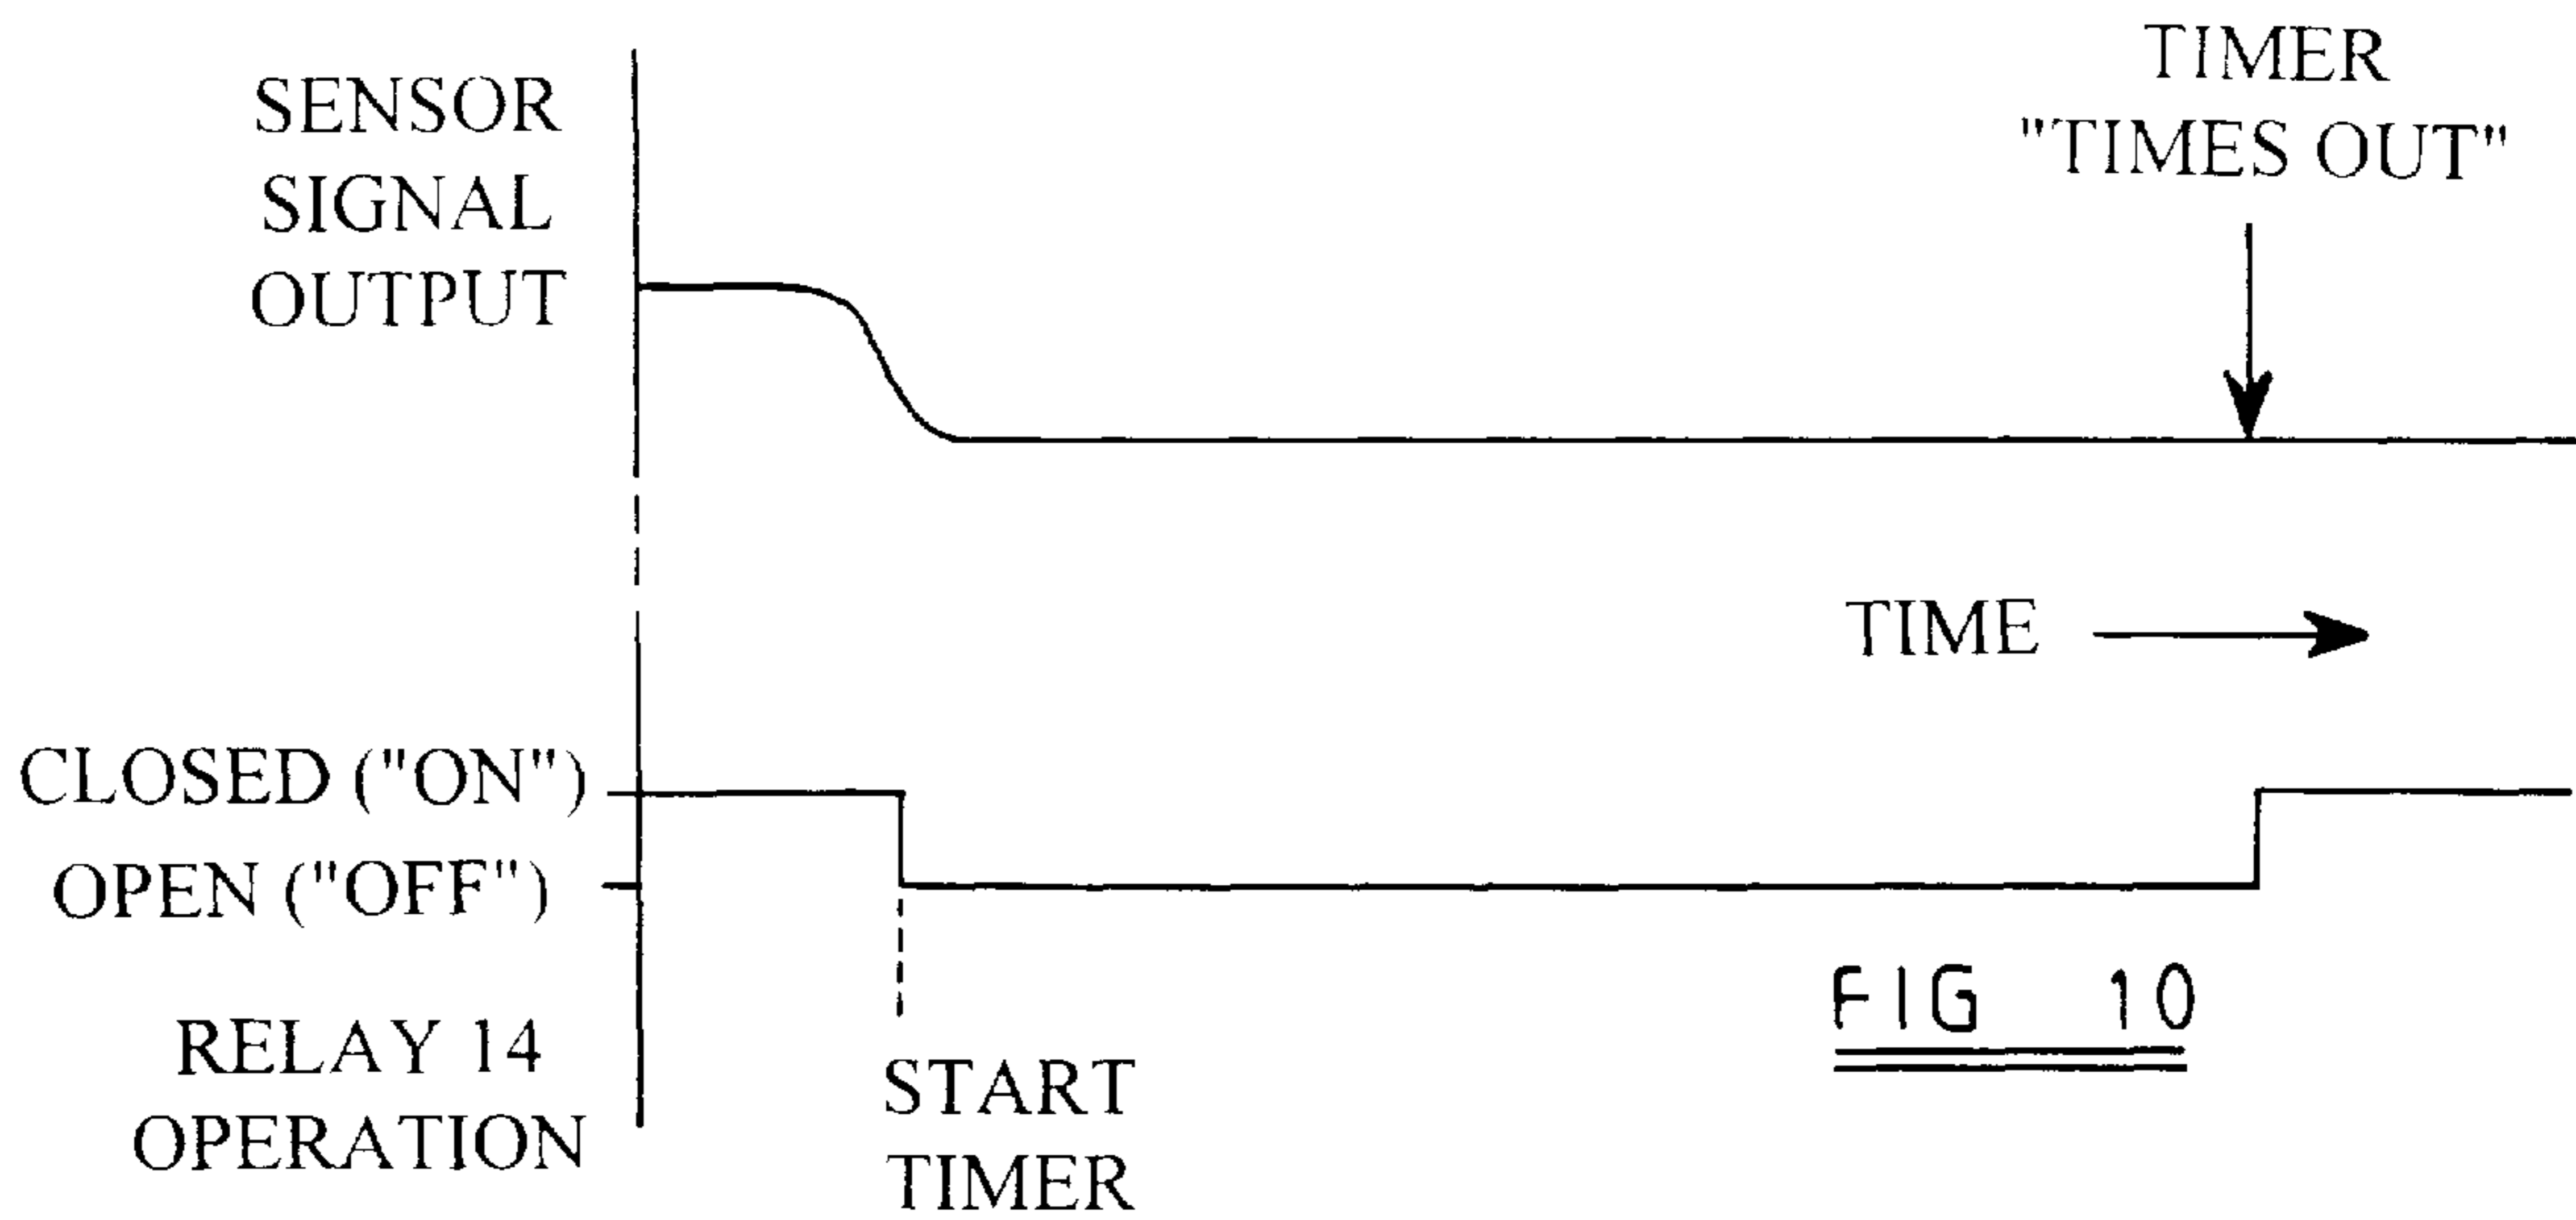 SENSOR
SIGNAL
OUTPUT
TIMER
"TIMES OUT"
TIME
CLOSED ("ON")
OPEN ("OFF")
RELAY 14
OPERATION
START
TIMER
FIG 10